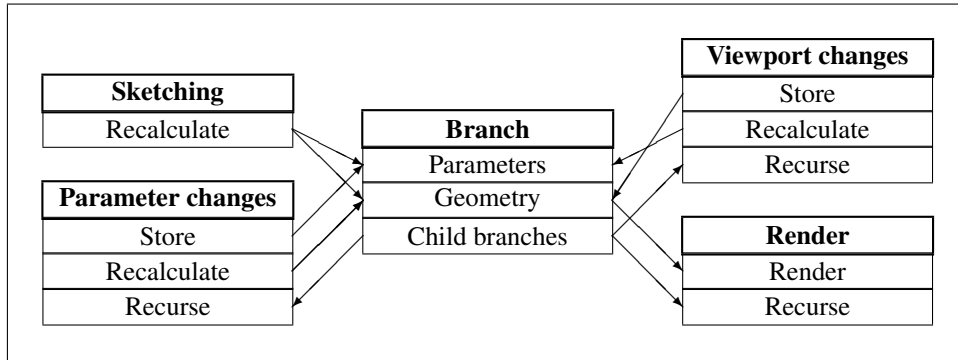 Sketching
Recalculate
Parameter changes
Store
Recalculate
Recurse
Branch
Parameters
Geometry
Child branches
Viewport changes
Store
Recalculate
Recurse
Render
Render
Recurse